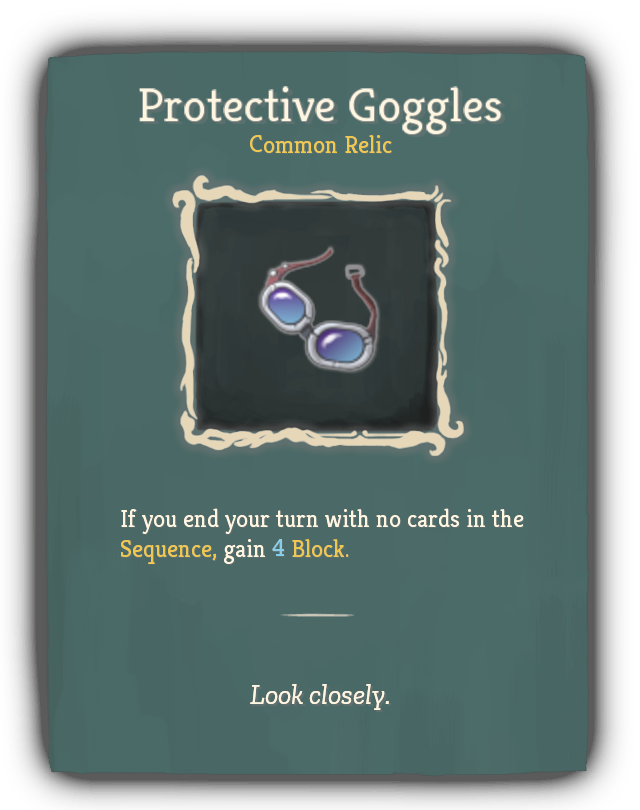 Protective Goggles
Common Relic
If you end your turn with no cards in the
Sequence, gain 4 Block.
Look closely.